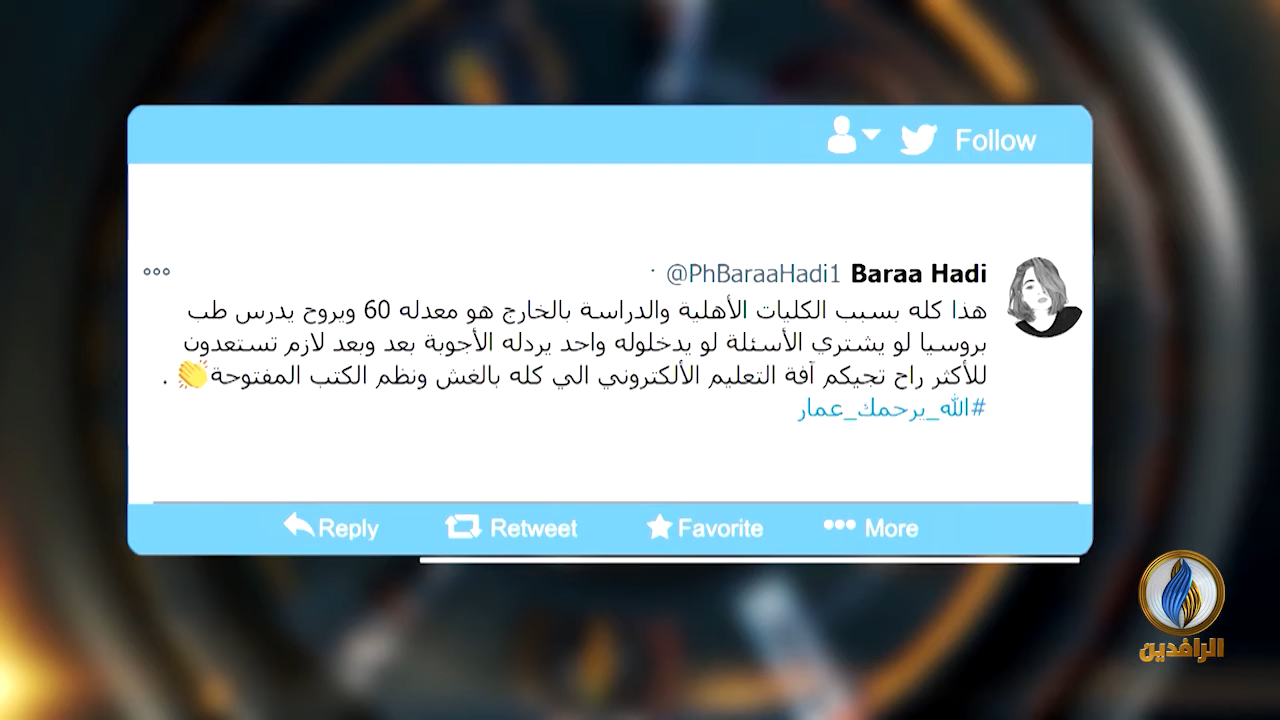 Follow
Baraa Hadi @PhBaraaHadi1 ·
هذا كله بسبب الكليات الأهلية والدراسة بالخارج هو معدله 60 ويروح يدرس طب
بروسيا لو يشتري الأسئلة لو يدخلوله واحد يردله الأجوبة بعد وبعد لازم تستعدون
للأكثر راح تجيكم آفة التعليم الألكتروني الي كله بالغش ونظم الكتب المفتوحة👏 .
#الله_يرحمك_عمار
Reply Retweet Favorite More
الرافدين